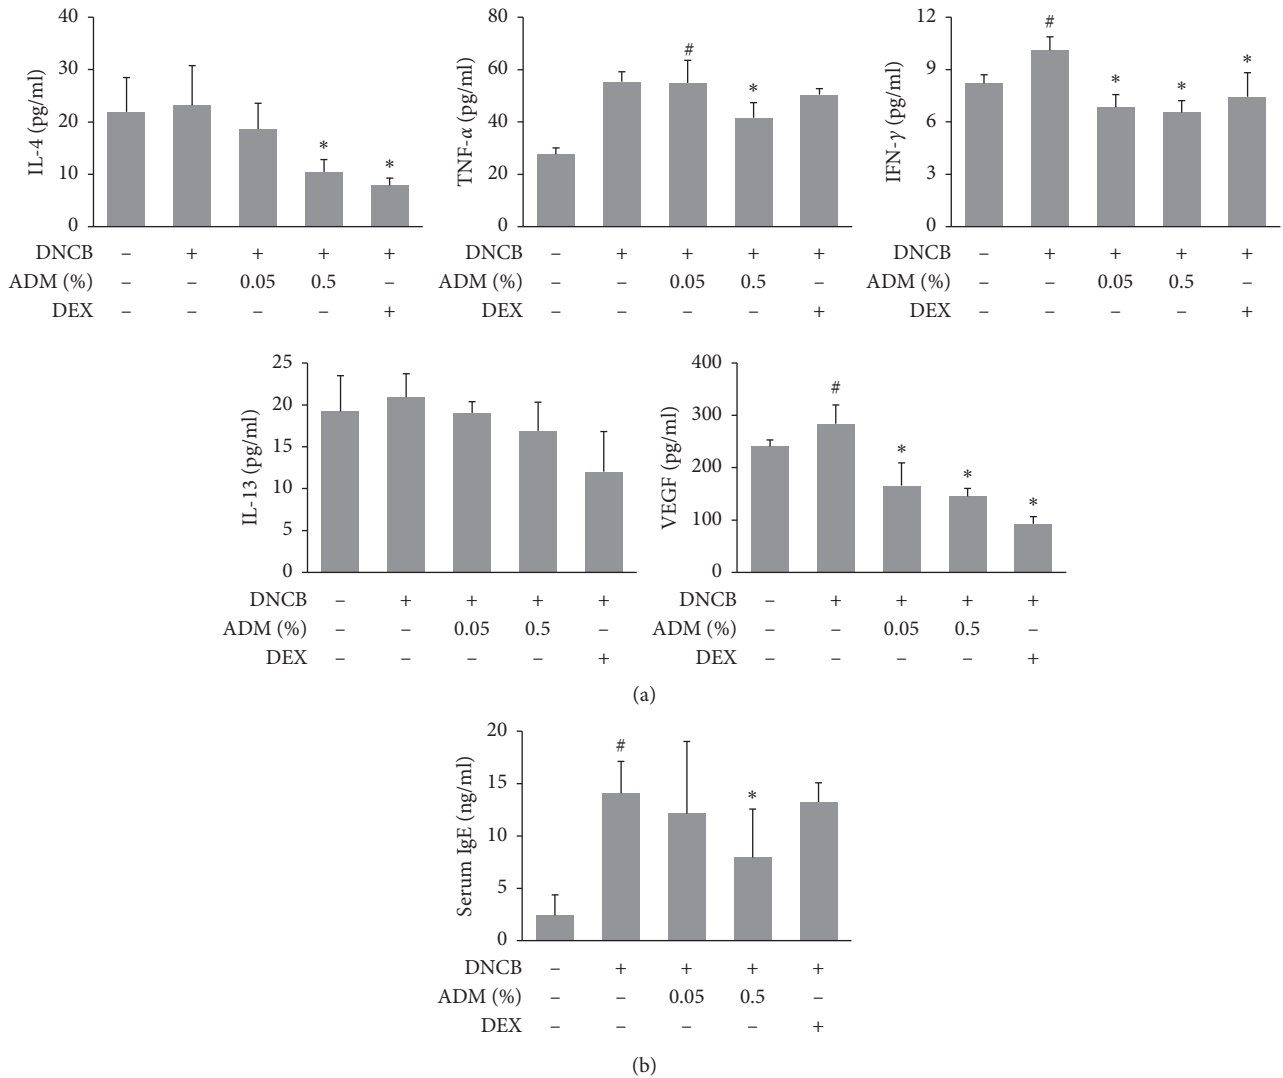 40
30
20
10
0
IL-4 (pg/ml)
* *
DNCB – + + + +
ADM (%) – – 0.05 0.5 –
DEX – – – – +
80
60
40
20
0
TNF-α (pg/ml)
# *
DNCB – + + + +
ADM (%) – – 0.05 0.5 –
DEX – – – – +
12
9
6
3
0
IFN-γ (pg/ml)
# * * *
DNCB – + + + +
ADM (%) – – 0.05 0.5 –
DEX – – – – +
25
20
15
10
5
0
IL-13 (pg/ml)
DNCB – + + + +
ADM (%) – – 0.05 0.5 –
DEX – – – – +
400
300
200
100
0
VEGF (pg/ml)
# * * *
DNCB – + + + +
ADM (%) – – 0.05 0.5 –
DEX – – – – +
(a)
20
15
10
5
0
Serum IgE (ng/ml)
# *
DNCB – + + + +
ADM (%) – – 0.05 0.5 –
DEX – – – – +
(b)